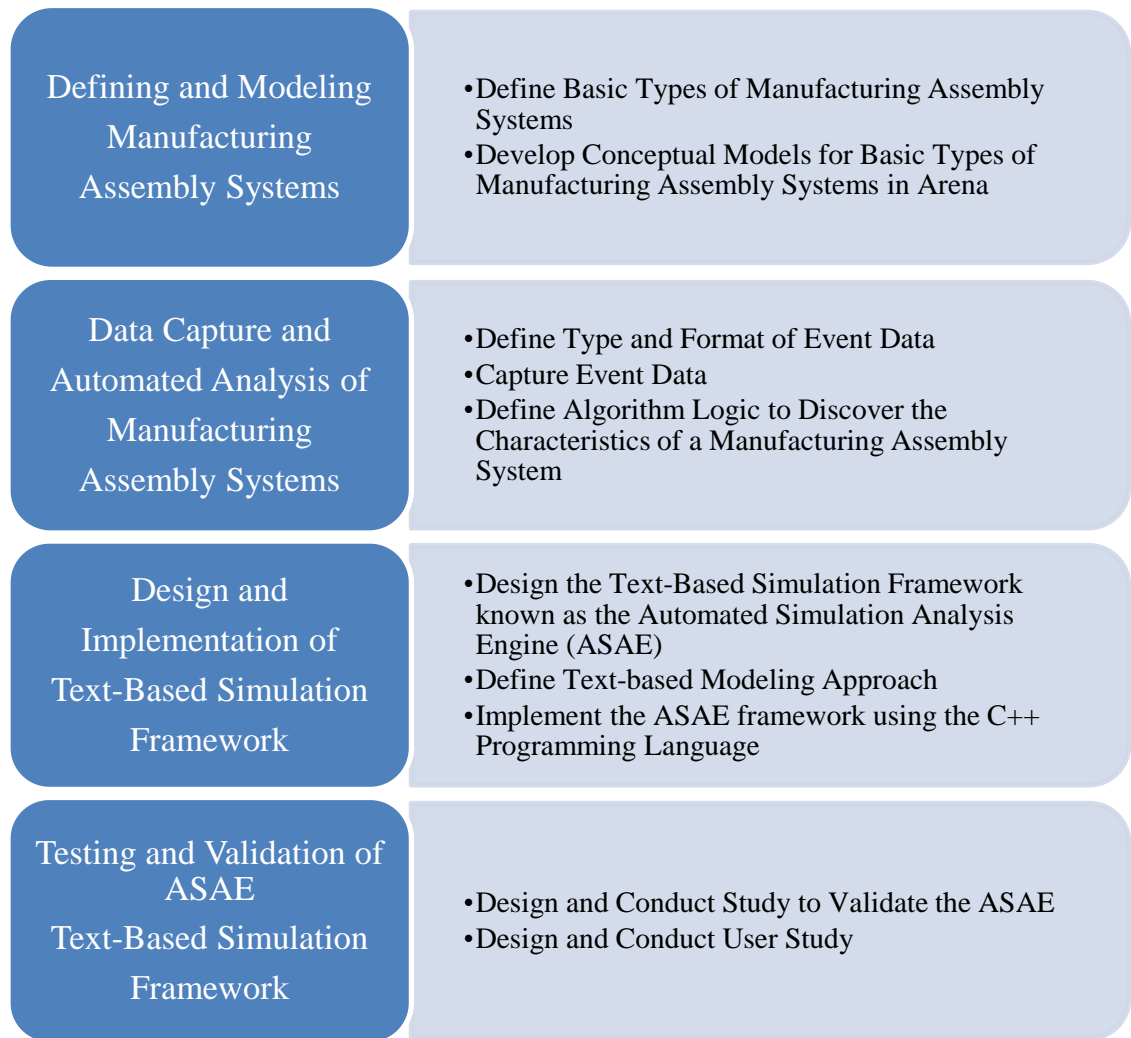 Defining and Modeling
Manufacturing
Assembly Systems
•Define Basic Types of Manufacturing Assembly
Systems
•Develop Conceptual Models for Basic Types of
Manufacturing Assembly Systems in Arena
Data Capture and
Automated Analysis of
Manufacturing
Assembly Systems
•Define Type and Format of Event Data
•Capture Event Data
•Define Algorithm Logic to Discover the
Characteristics of a Manufacturing Assembly
System
Design and
Implementation of
Text-Based Simulation
Framework
•Design the Text-Based Simulation Framework
known as the Automated Simulation Analysis
Engine (ASAE)
•Define Text-based Modeling Approach
•Implement the ASAE framework using the C++
Programming Language
Testing and Validation of
ASAE
Text-Based Simulation
Framework
•Design and Conduct Study to Validate the ASAE
•Design and Conduct User Study